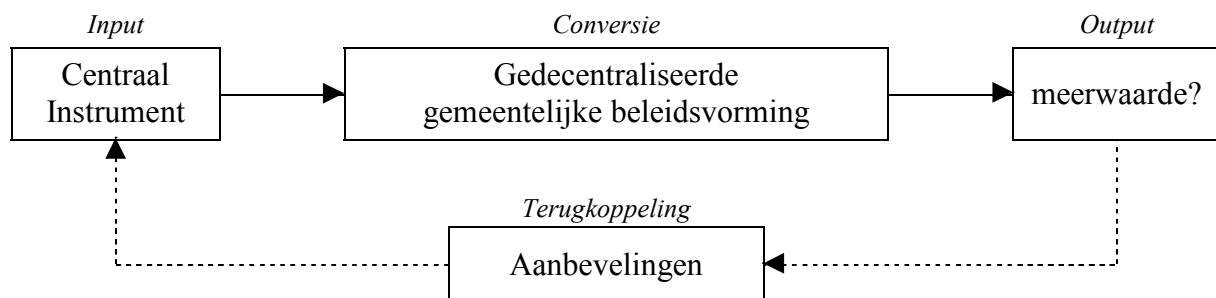 Input
Conversie
Output
Centraal
Instrument
Gedecentraliseerde
gemeentelijke beleidsvorming
meerwaarde?
Terugkoppeling
Aanbevelingen